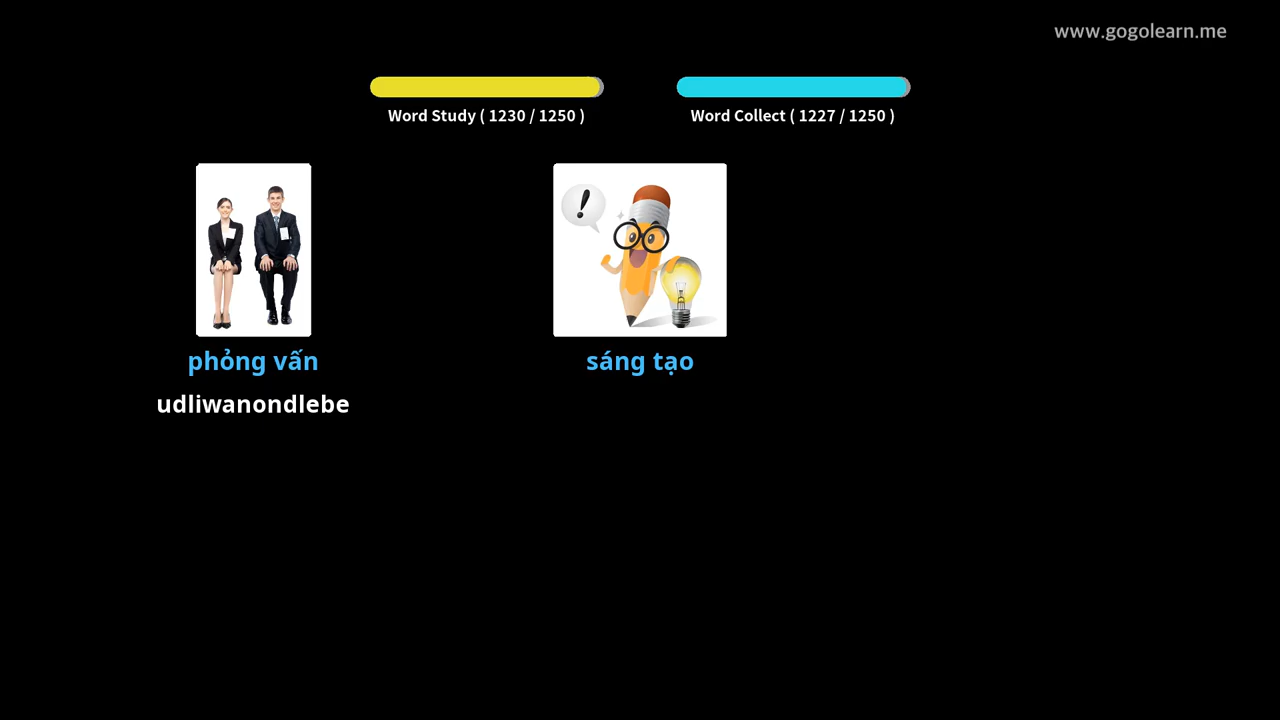 www.gogolearn.me
Word Study ( 1230 / 1250 )
Word Collect ( 1227 / 1250 )
!
phỏng vấn
sáng tạo
udliwanondlebe